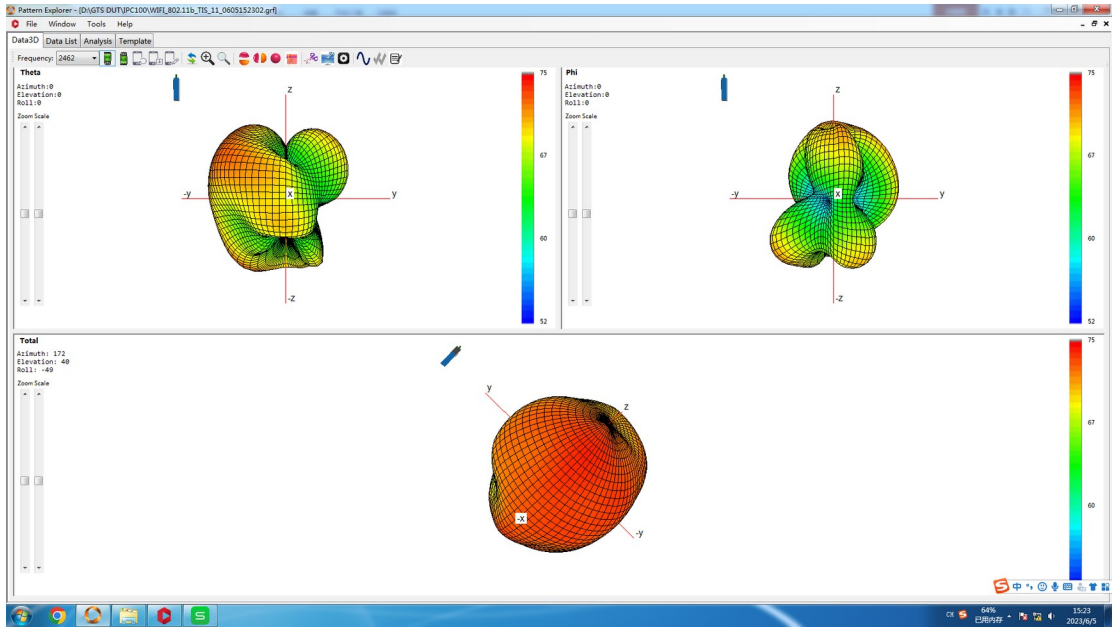 Pattern Explorer - [D:\GTS DUT\IPC100\WIFI_802.11b_TIS_11_0605152302.grf]
File Window Tools Help
Data3D Data List Analysis Template
Frequency: 2462
Theta
Azimuth:0
Elevation:0
Roll:0
Zoom Scale
z
-y
x
y
-z
75
67
60
52
Phi
Azimuth:0
Elevation:0
Roll:0
Zoom Scale
z
-y
x
y
-z
75
67
60
52
Total
Azimuth: 172
Elevation: 40
Roll: -49
Zoom Scale
y
z
-x
-y
75
67
60
中
CH
64%
已用内存
15:23
2023/6/5